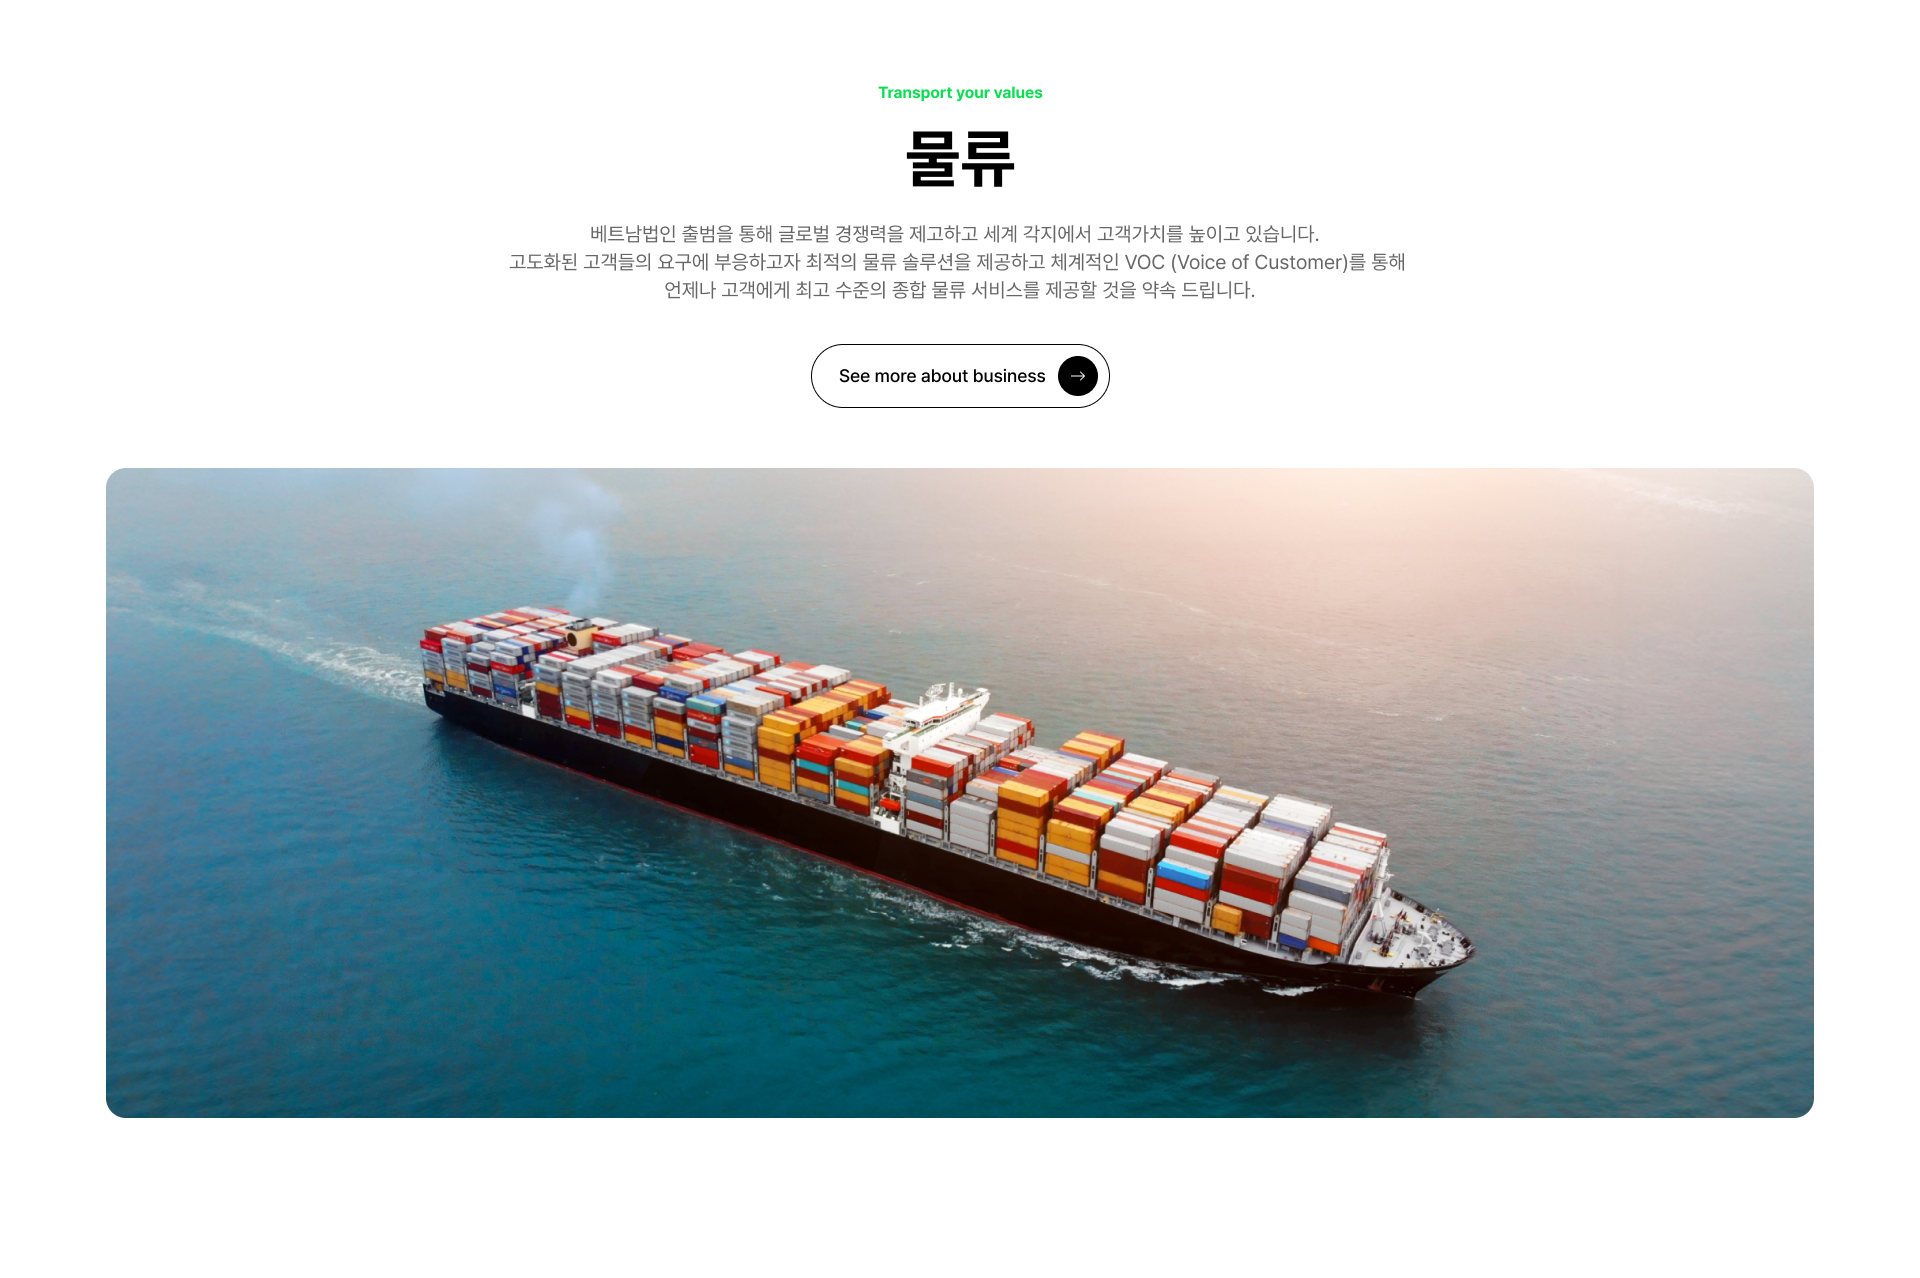 Transport your values
물류
베트남법인 출범을 통해 글로벌 경쟁력을 제고하고 세계 각지에서 고객가치를 높이고 있습니다.
고도화된 고객들의 요구에 부응하고자 최적의 물류 솔루션을 제공하고 체계적인 VOC (Voice of Customer)를 통해
언제나 고객에게 최고 수준의 종합 물류 서비스를 제공할 것을 약속 드립니다.
See more about business